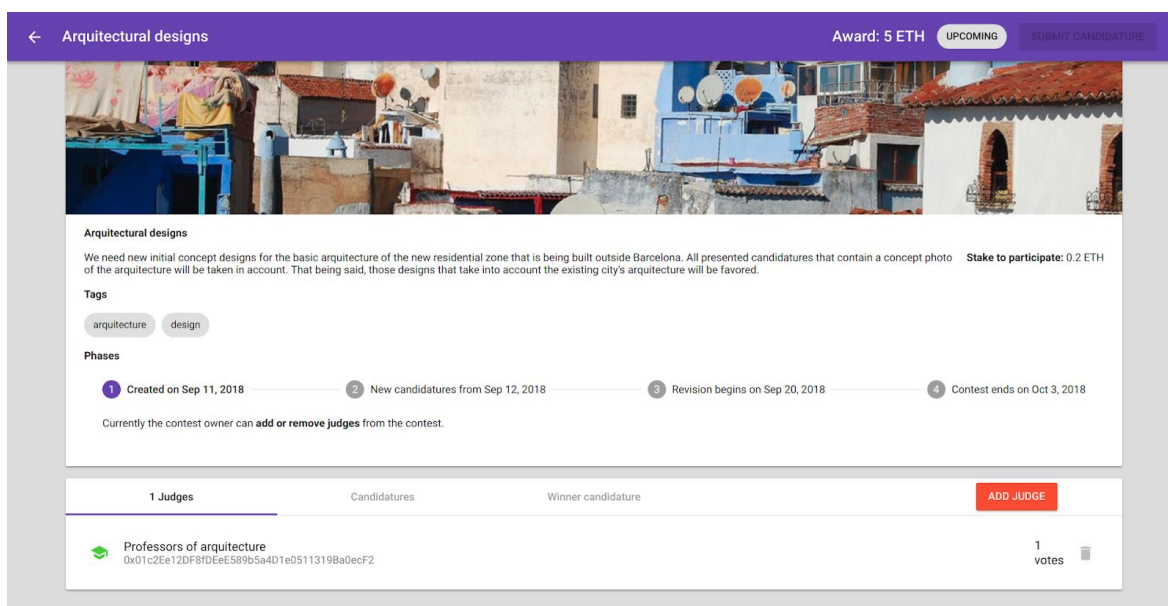 Arquitectural designs
Award: 5 ETH
UPCOMING
SUBMIT CANDIDATURE
Arquitectural designs
We need new initial concept designs for the basic arquitecture of the new residential zone that is being built outside Barcelona. All presented candidatures that contain a concept photo
of the arquitecture will be taken in account. That being said, those designs that take into account the existing city's arquitecture will be favored.
Stake to participate: 0.2 ETH
Tags
arquitecture
design
Phases
1 Created on Sep 11, 2018
2 New candidatures from Sep 12, 2018
3 Revision begins on Sep 20, 2018
4 Contest ends on Oct 3, 2018
Currently the contest owner can add or remove judges from the contest.
1 Judges
Candidatures
Winner candidature
ADD JUDGE
Professors of arquitecture
0x01c2Ee12DF8fDEeE589b5a4D1e0511319Ba0ecF2
1
votes